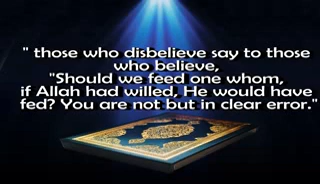 " those who disbelieve say to those
who believe,
"Should we feed one whom,
if Allah had willed, He would have
fed? You are not but in clear error."